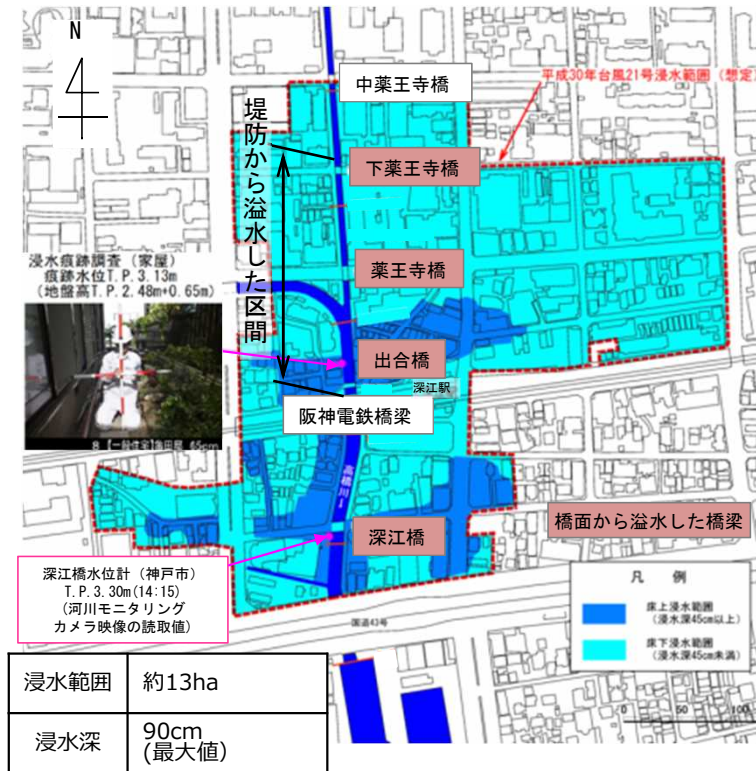 N
中薬王寺橋
平成30年台風21号浸水範囲（想定
堤防から溢水した区間
下薬王寺橋
浸水痕跡調査（家屋）
痕跡水位T.P.3.13m
（地盤高T.P.2.48m+0.65m）
薬王寺橋
出合橋
深江駅
阪神電鉄橋梁
高橋川
深江橋
橋面から溢水した橋梁
深江橋水位計（神戸市）
T.P.3.30m(14:15)
（河川モニタリング
カメラ映像の読取値）
国道43号
凡 例
床上浸水範囲
（浸水深45cm以上）
床下浸水範囲
（浸水深45cm未満）
0 50 100
浸水範囲 約13ha
浸水深 90cm
(最大値)